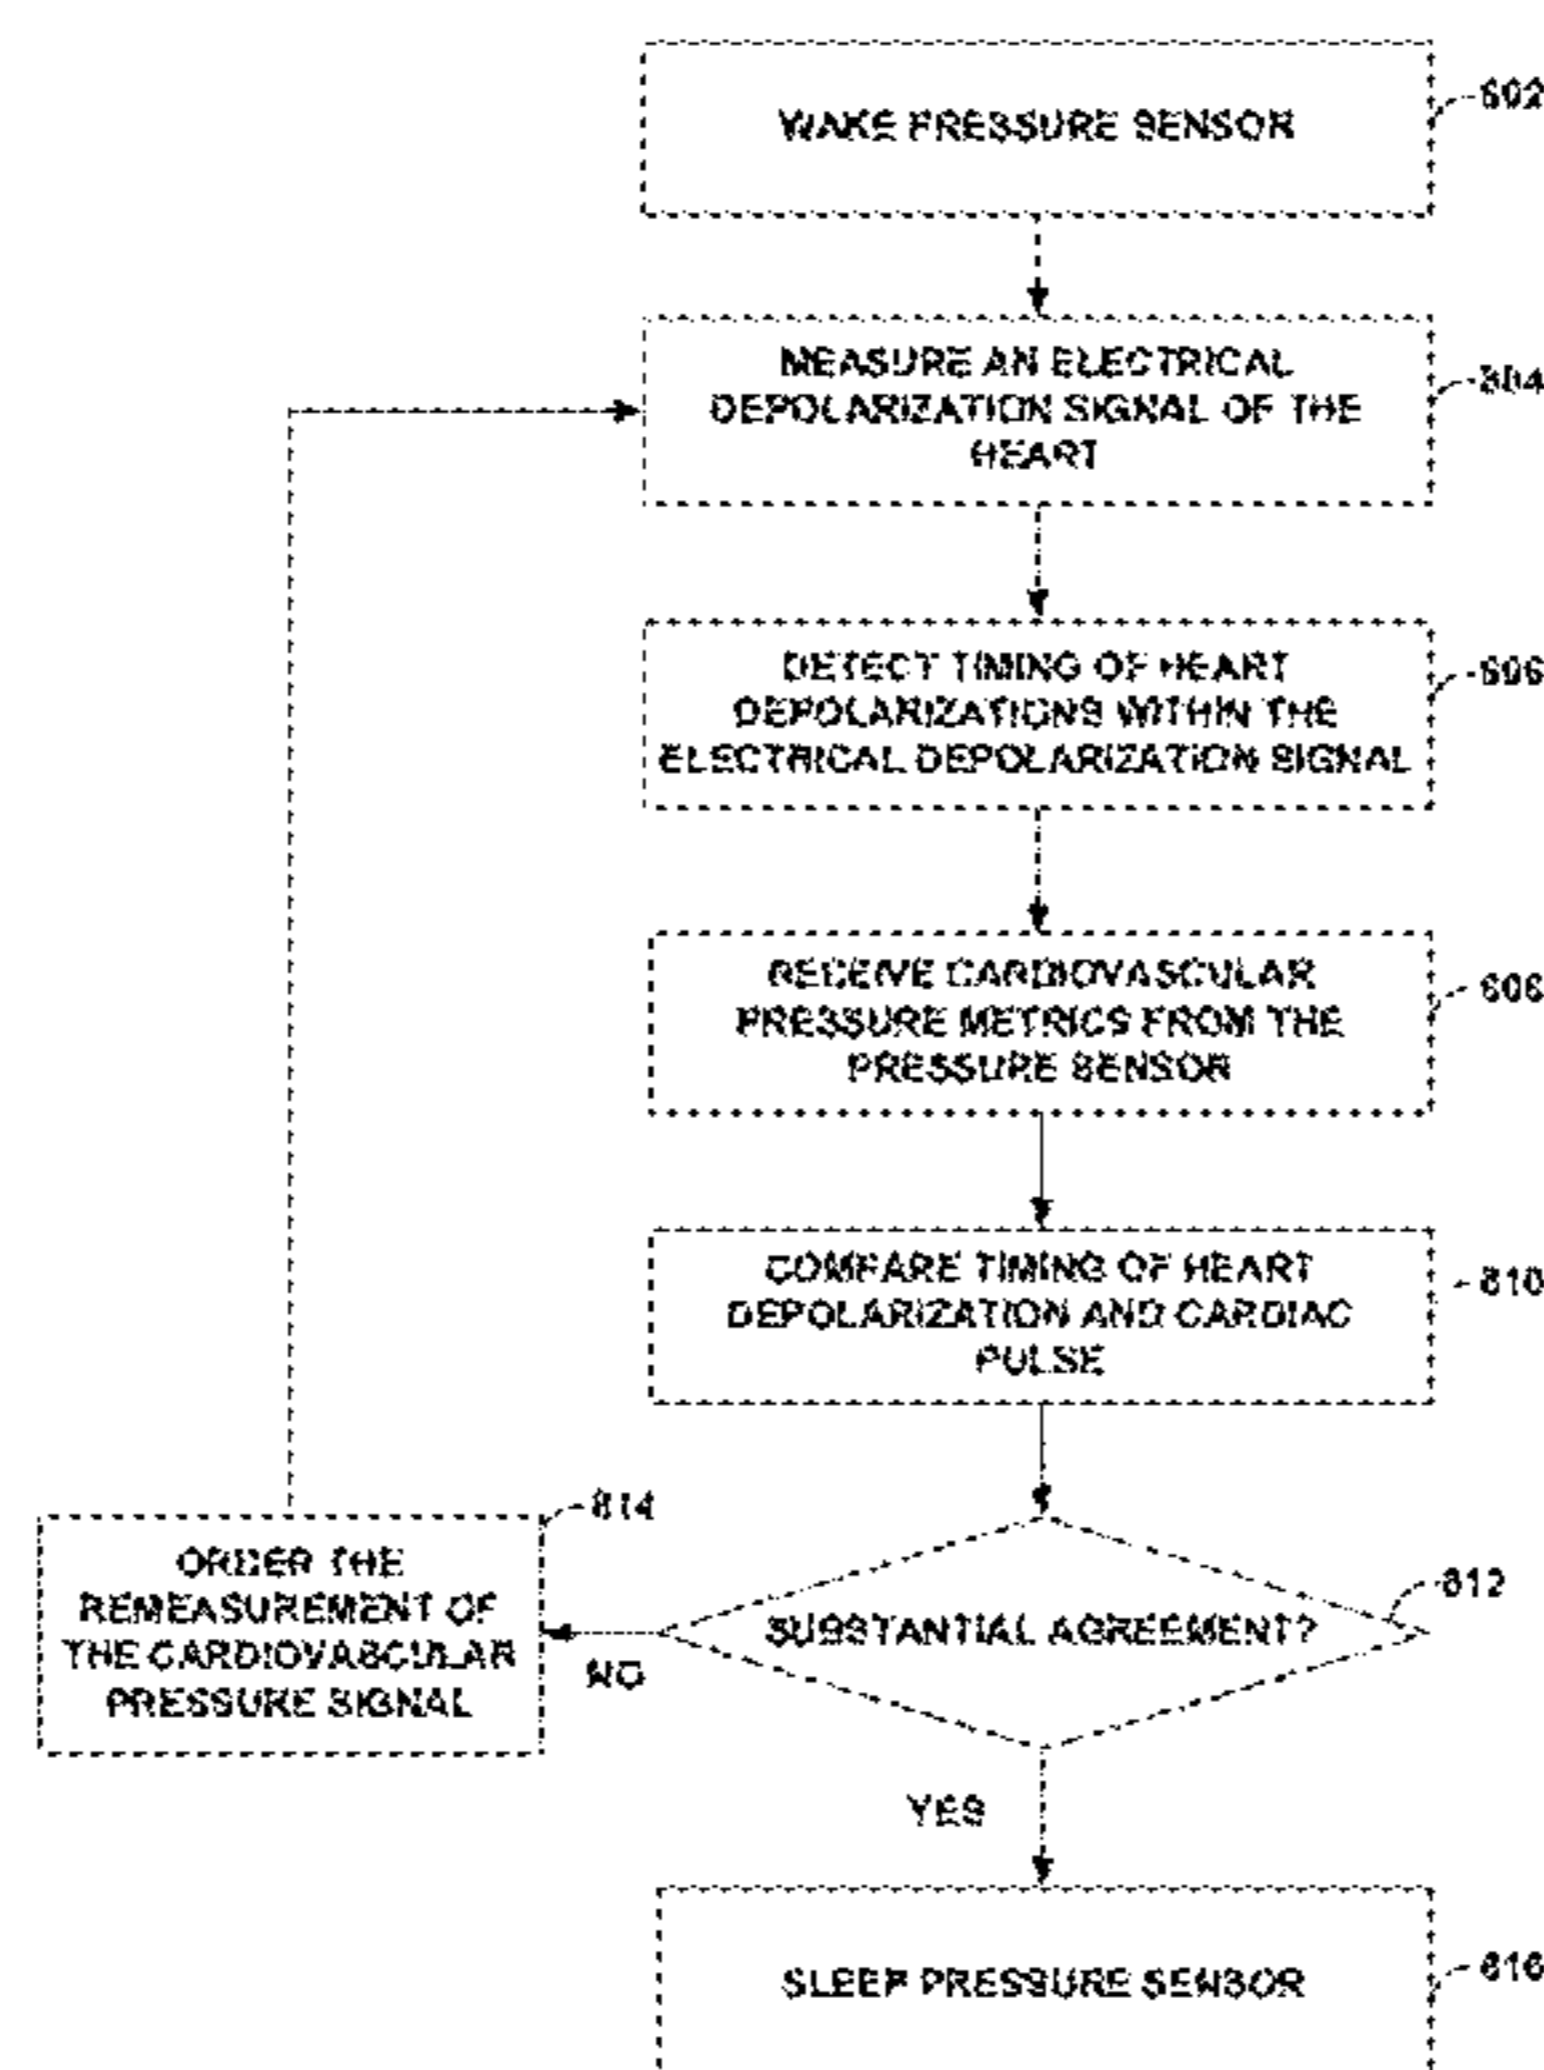 WAKE PRESSURE SENSOR
MEASURE AN ELECTRICAL
DEPOLARIZATION SIGNAL OF THE
HEART
DETECT TIMING OF HEART
DEPOLARIZATIONS WITHIN THE
ELECTRICAL DEPOLARIZATION SIGNAL
RECEIVE CARDIOVASCULAR
PRESSURE METRICS FROM THE
PRESSURE SENSOR
COMPARE TIMING OF HEART
DEPOLARIZATION AND CARDIAC
PULSE
814
ORDER THE
REMEASUREMENT OF
THE CARDIOVASCULAR
PRESSURE SIGNAL
NO
SUBSTANTIAL AGREEMENT?
812
YES
SLEEP PRESSURE SENSOR